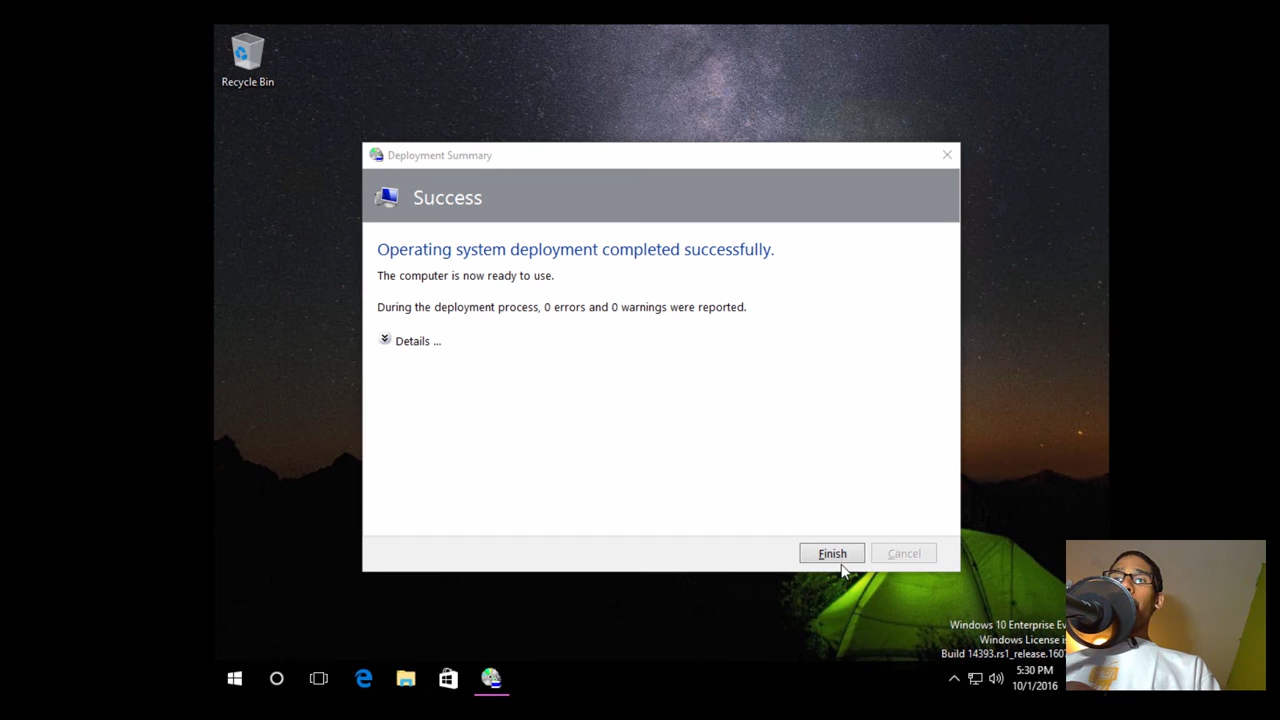 Recycle Bin
Deployment Summary
Success
Operating system deployment completed successfully.
The computer is now ready to use.
During the deployment process, 0 errors and 0 warnings were reported.
Details ...
Finish
Cancel
Windows 10 Enterprise
Windows License
Build 14393.rs1_release.160
5:30 PM
10/1/2016